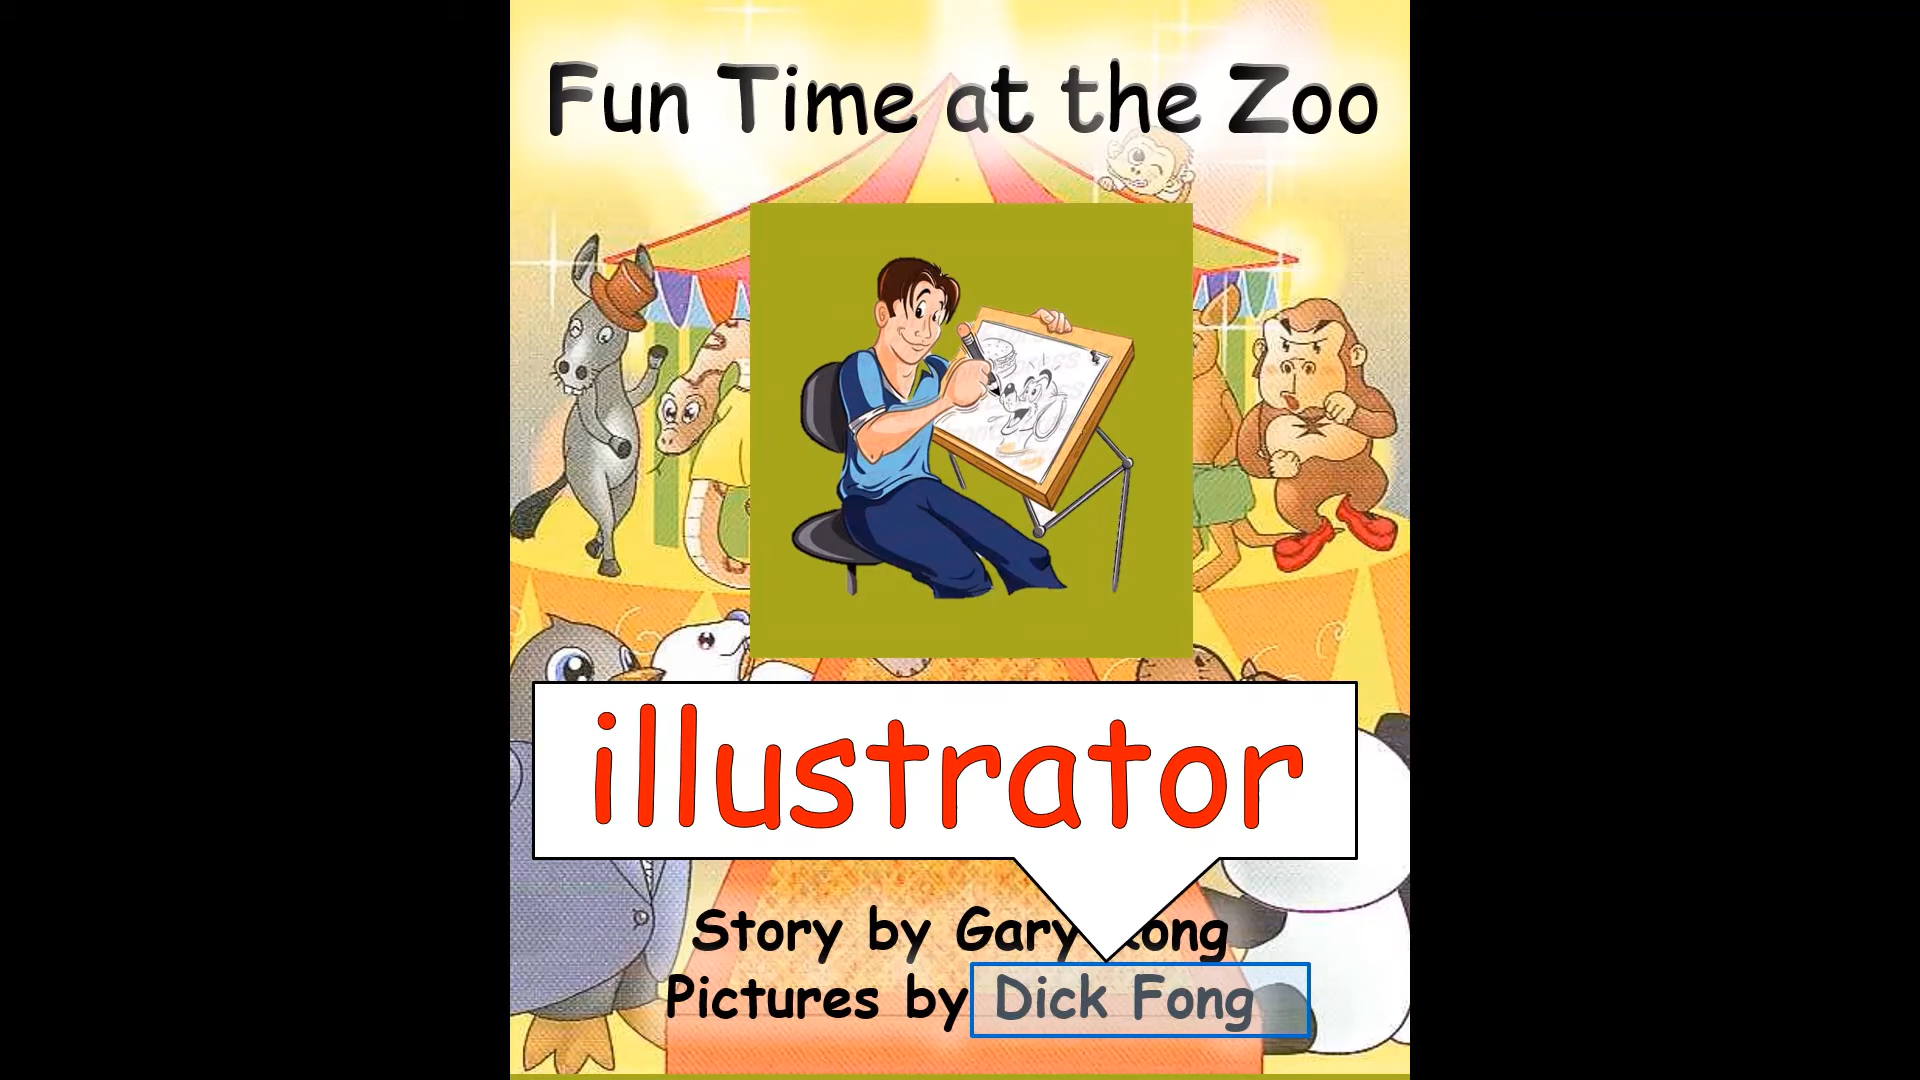 Fun Time at the Zoo
illustrator
Story by Gary
Pictures by Dick Fong